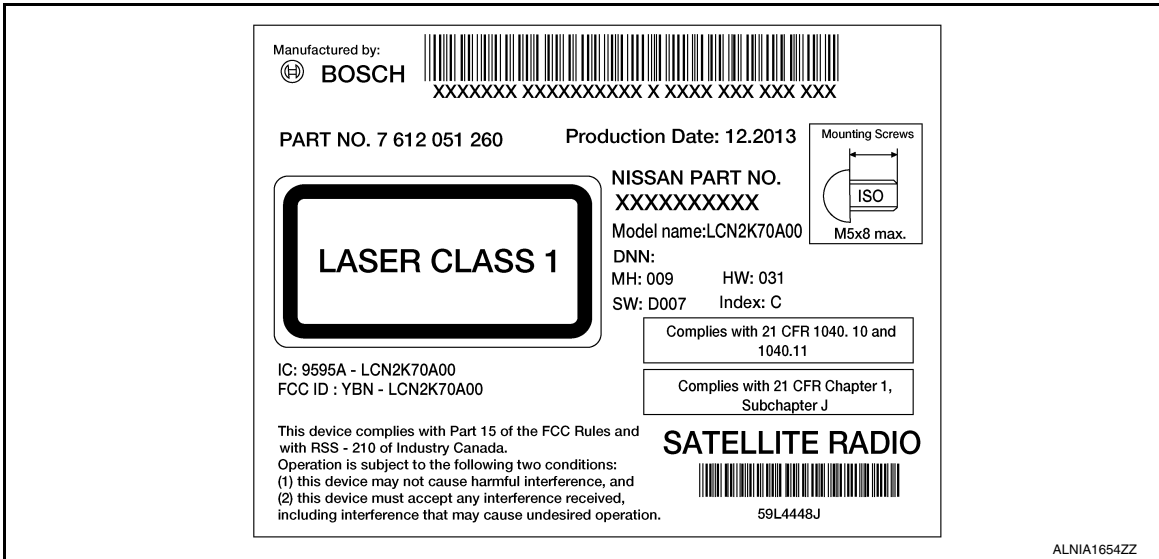 Manufactured by:
BOSCH
XXXXXXX XXXXXXXXXX X XXXX XXX XXX XXX
PART NO. 7 612 051 260
Production Date: 12.2013
Mounting Screws
ISO
M5x8 max.
NISSAN PART NO.
XXXXXXXXXX
Model name:LCN2K70A00
DNN:
MH: 009 HW: 031
SW: D007 Index: C
LASER CLASS 1
Complies with 21 CFR 1040. 10 and
1040.11
Complies with 21 CFR Chapter 1,
Subchapter J
IC: 9595A - LCN2K70A00
FCC ID : YBN - LCN2K70A00
This device complies with Part 15 of the FCC Rules and
with RSS - 210 of Industry Canada.
Operation is subject to the following two conditions:
(1) this device may not cause harmful interference, and
(2) this device must accept any interference received,
including interference that may cause undesired operation.
SATELLITE RADIO
59L4448J
ALNIA1654ZZ